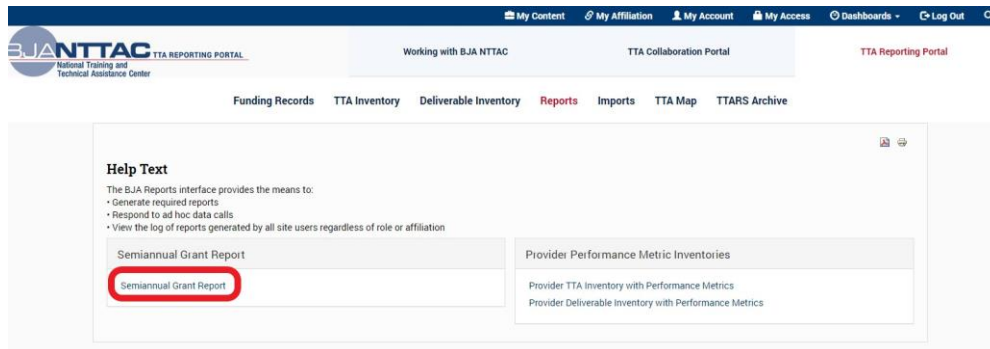 My Content My Affiliation My Account My Access Dashboards Log Out
BJA NTTAC TTA REPORTING PORTAL
National Training and
Technical Assistance Center
Working with BJA NTTAC TTA Collaboration Portal TTA Reporting Portal
Funding Records TTA Inventory Deliverable Inventory Reports Imports TTA Map TTARS Archive
Help Text
The BJA Reports interface provides the means to:
• Generate required reports
• Respond to ad hoc data calls
• View the log of reports generated by all site users regardless of role or affiliation
Semiannual Grant Report
Semiannual Grant Report
Provider Performance Metric Inventories
Provider TTA Inventory with Performance Metrics
Provider Deliverable Inventory with Performance Metrics